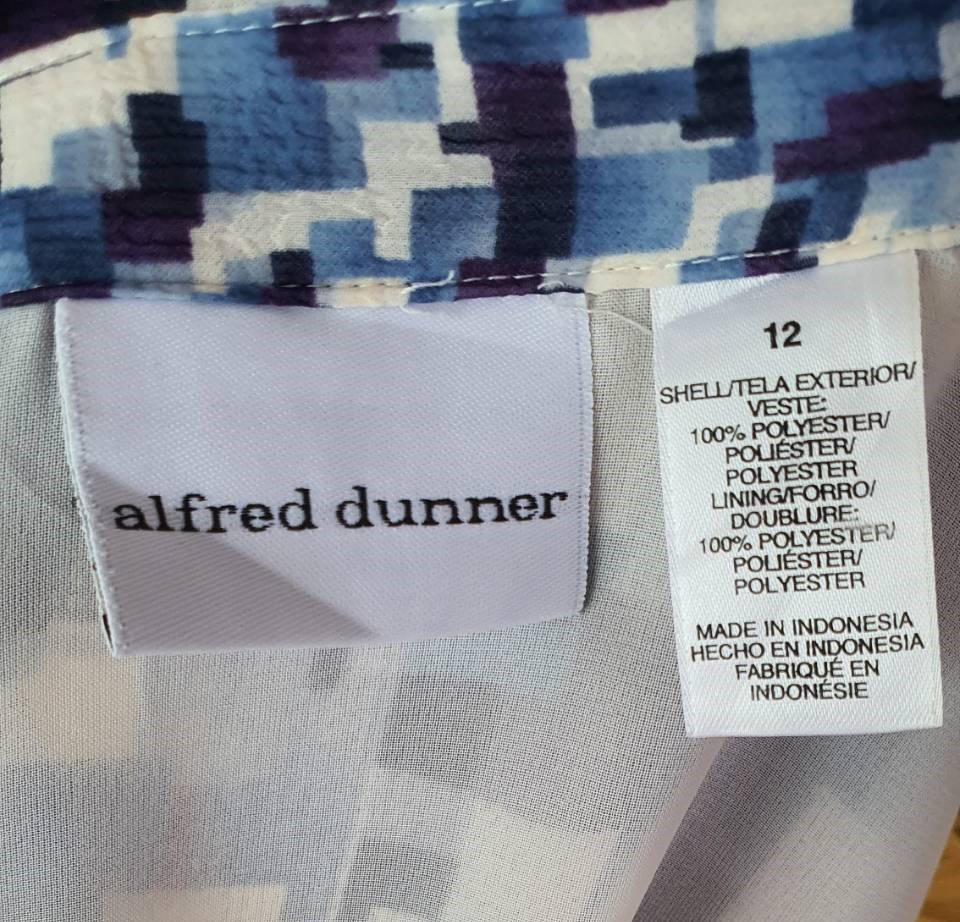 alfred dunner
12
SHELL/TELA EXTERIOR/
VESTE:
100% POLYESTER/
POLIÉSTER/
POLYESTER
LINING/FORRO/
DOUBLURE:
100% POLYESTER/
POLIÉSTER/
POLYESTER
MADE IN INDONESIA
HECHO EN INDONESIA
FABRIQUÉ EN
INDONÉSIE